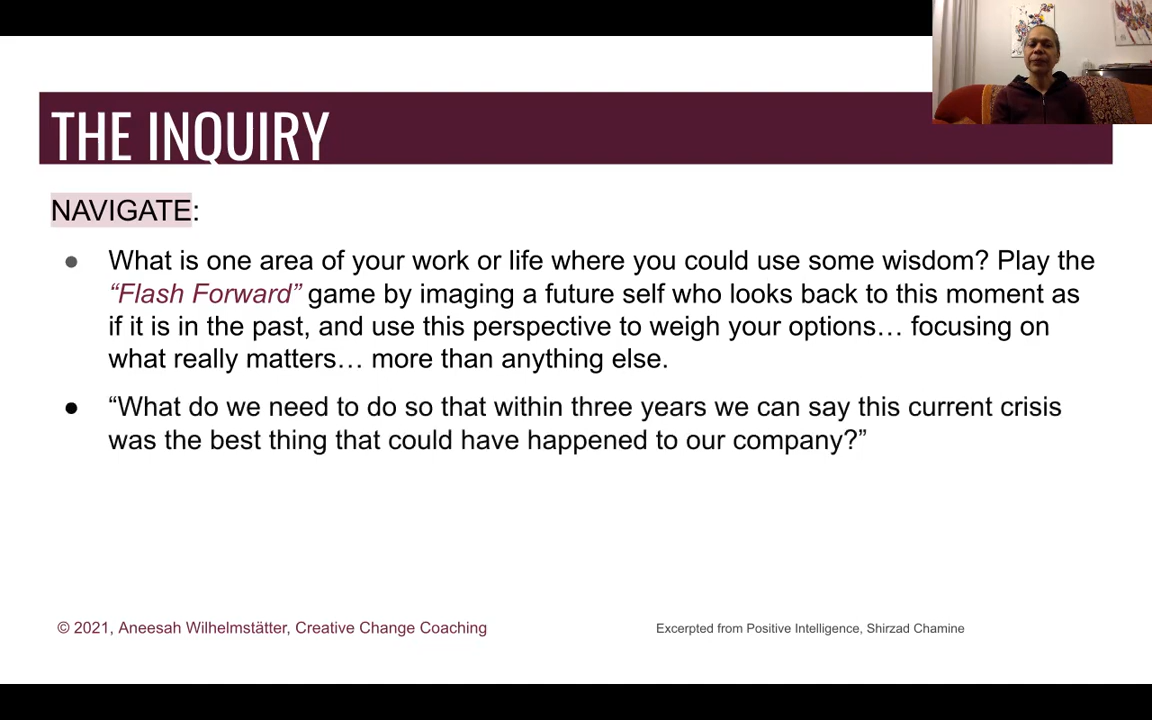 THE INQUIRY
NAVIGATE:
● What is one area of your work or life where you could use some wisdom? Play the
“Flash Forward” game by imaging a future self who looks back to this moment as
if it is in the past, and use this perspective to weigh your options… focusing on
what really matters… more than anything else.
● “What do we need to do so that within three years we can say this current crisis
was the best thing that could have happened to our company?”
© 2021, Aneesah Wilhelmstätter, Creative Change Coaching
Excerpted from Positive Intelligence, Shirzad Chamine